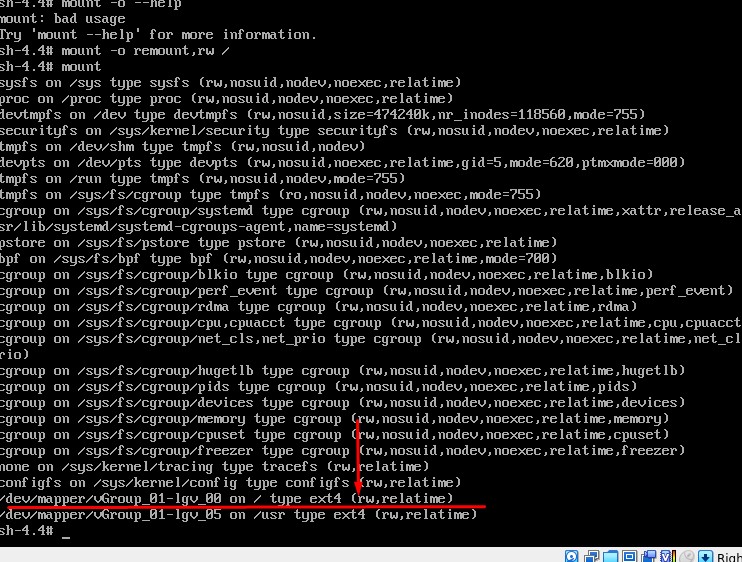 sh-4.4# mount -o --help
mount: bad usage
Try 'mount --help' for more information.
sh-4.4# mount -o remount,rw /
sh-4.4# mount
sysfs on /sys type sysfs (rw,nosuid,nodev,noexec,relatime)
proc on /proc type proc (rw,nosuid,nodev,noexec,relatime)
devtmpfs on /dev type devtmpfs (rw,nosuid,size=474240k,nr_inodes=118560,mode=755)
securityfs on /sys/kernel/security type securityfs (rw,nosuid,nodev,noexec,relatime)
tmpfs on /dev/shm type tmpfs (rw,nosuid,nodev)
devpts on /dev/pts type devpts (rw,nosuid,noexec,relatime,gid=5,mode=620,ptmxmode=000)
tmpfs on /run type tmpfs (rw,nosuid,nodev,mode=755)
tmpfs on /sys/fs/cgroup type tmpfs (ro,nosuid,nodev,noexec,mode=755)
cgroup on /sys/fs/cgroup/systemd type cgroup (rw,nosuid,nodev,noexec,relatime,xattr,release_a
sr/lib/systemd/systemd-cgroups-agent,name=systemd)
pstore on /sys/fs/pstore type pstore (rw,nosuid,nodev,noexec,relatime)
bpf on /sys/fs/bpf type bpf (rw,nosuid,nodev,noexec,relatime,mode=700)
cgroup on /sys/fs/cgroup/blkio type cgroup (rw,nosuid,nodev,noexec,relatime,blkio)
cgroup on /sys/fs/cgroup/perf_event type cgroup (rw,nosuid,nodev,noexec,relatime,perf_event)
cgroup on /sys/fs/cgroup/rdma type cgroup (rw,nosuid,nodev,noexec,relatime,rdma)
cgroup on /sys/fs/cgroup/cpu,cpuacct type cgroup (rw,nosuid,nodev,noexec,relatime,cpu,cpuacct
cgroup on /sys/fs/cgroup/net_cls,net_prio type cgroup (rw,nosuid,nodev,noexec,relatime,net_cl
rio)
cgroup on /sys/fs/cgroup/hugetlb type cgroup (rw,nosuid,nodev,noexec,relatime,hugetlb)
cgroup on /sys/fs/cgroup/pids type cgroup (rw,nosuid,nodev,noexec,relatime,pids)
cgroup on /sys/fs/cgroup/devices type cgroup (rw,nosuid,nodev,noexec,relatime,devices)
cgroup on /sys/fs/cgroup/memory type cgroup (rw,nosuid,nodev,noexec,relatime,memory)
cgroup on /sys/fs/cgroup/cpuset type cgroup (rw,nosuid,nodev,noexec,relatime,cpuset)
cgroup on /sys/fs/cgroup/freezer type cgroup (rw,nosuid,nodev,noexec,relatime,freezer)
none on /sys/kernel/tracing type tracefs (rw,relatime)
configfs on /sys/kernel/config type configfs (rw,relatime)
/dev/mapper/vGroup_01-lgv_00 on / type ext4 (rw,relatime)
/dev/mapper/vGroup_01-lgv_05 on /usr type ext4 (rw,relatime)
sh-4.4# _
Righ